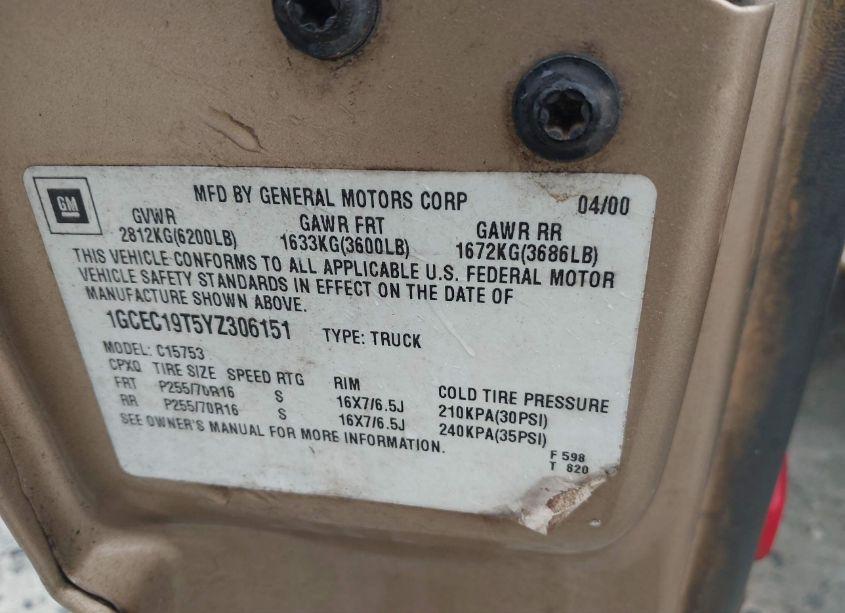 GM
MFD BY GENERAL MOTORS CORP 04/00
GVWR GAWR FRT GAWR RR
2812KG(6200LB) 1633KG(3600LB) 1672KG(3686LB)
THIS VEHICLE CONFORMS TO ALL APPLICABLE U.S. FEDERAL MOTOR
VEHICLE SAFETY STANDARDS IN EFFECT ON THE DATE OF
MANUFACTURE SHOWN ABOVE.
1GCEC19T5YZ306151 TYPE: TRUCK
MODEL: C15753
CPXQ TIRE SIZE SPEED RTG RIM COLD TIRE PRESSURE
FRT P255/70R16 S 16X7/6.5J 210KPA(30PSI)
RR P255/70R16 S 16X7/6.5J 240KPA(35PSI)
SEE OWNER'S MANUAL FOR MORE INFORMATION.
F 598
T 820